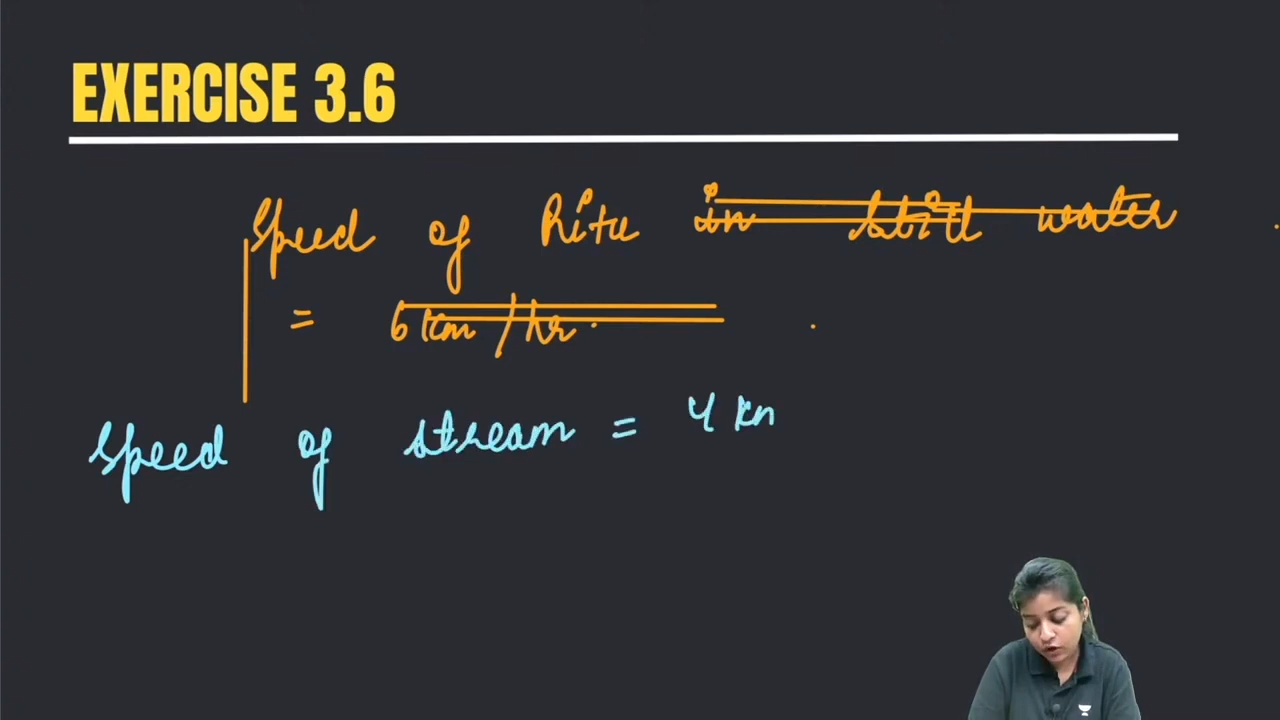 EXERCISE 3.6
Speed of Ritu in still water
= 6 km/hr.
Speed of stream = 4 km